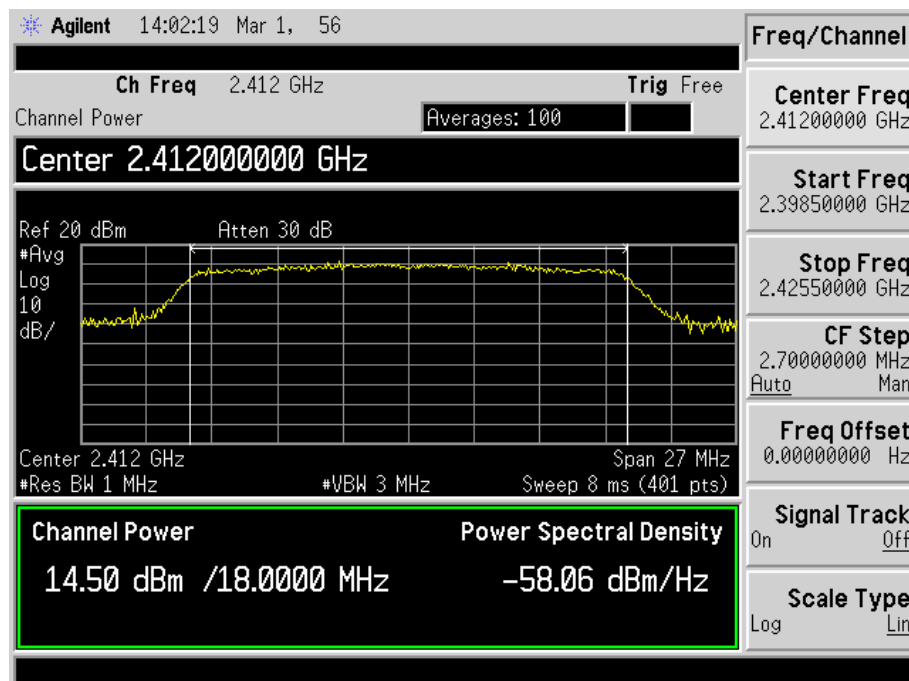 Agilent 14:02:19 Mar 1, 56
Ch Freq 2.412 GHz Trig Free
Channel Power Averages: 100
Center 2.412000000 GHz
Ref 20 dBm Atten 30 dB
#Avg
Log
10
dB/
Center 2.412 GHz Span 27 MHz
#Res BW 1 MHz #VBW 3 MHz Sweep 8 ms (401 pts)
Channel Power Power Spectral Density
14.50 dBm /18.0000 MHz -58.06 dBm/Hz
Freq/Channel
Center Freq
2.41200000 GHz
Start Freq
2.39850000 GHz
Stop Freq
2.42550000 GHz
CF Step
2.70000000 MHz
Auto Man
Freq Offset
0.00000000 Hz
Signal Track
On Off
Scale Type
Log Lin